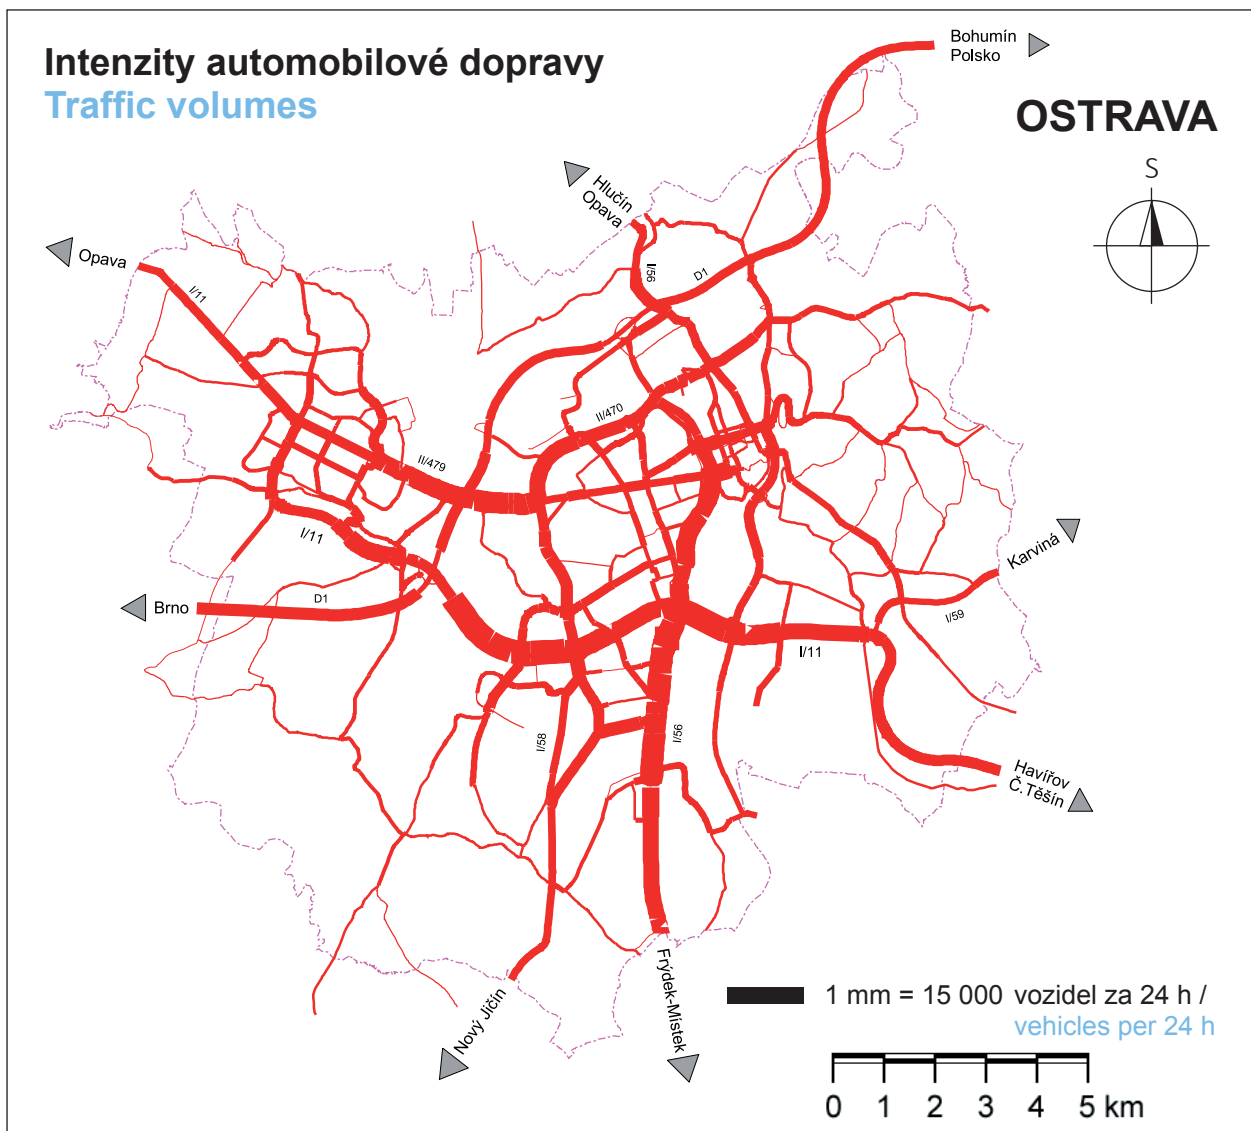 Intenzity automobilové dopravy
Traffic volumes
Bohumín
Polsko
OSTRAVA
S
Hlučín
Opava
Opava
I/11
I/56
D1
II/470
II/479
I/11
Brno
D1
Karviná
I/59
I/11
I/58
I/56
Havířov
Č.Těšín
Nový Jičín
Frýdek-Místek
1 mm = 15 000 vozidel za 24 h /
vehicles per 24 h
0 1 2 3 4 5 km